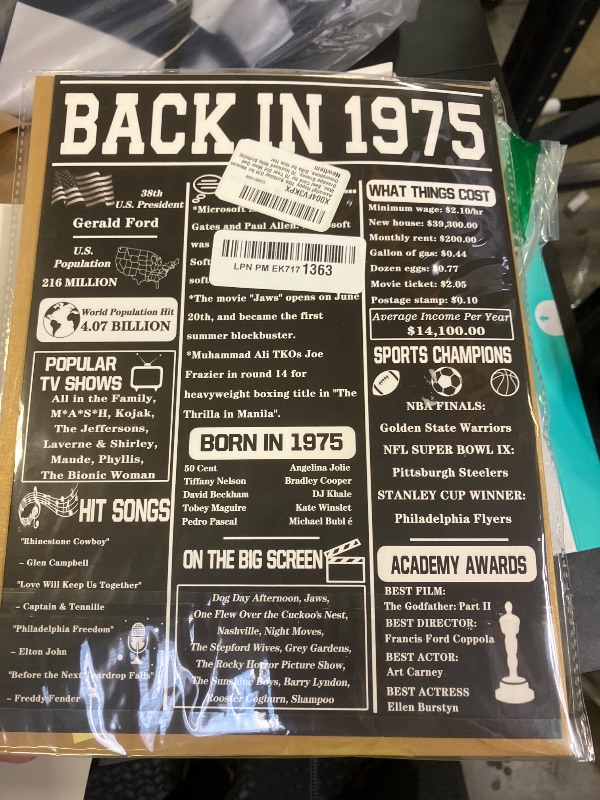 BACK IN 1975
38th
U.S. President
Gerald Ford
U.S.
Population
216 MILLION
World Population Hit
4.07 BILLION
POPULAR
TV SHOWS
All in the Family,
M*A*S*H, Kojak,
The Jeffersons,
Laverne & Shirley,
Maude, Phyllis,
The Bionic Woman
HIT SONGS
"Rhinestone Cowboy"
– Glen Campbell
"Love Will Keep Us Together"
– Captain & Tennille
"Philadelphia Freedom"
– Elton John
"Before the Next Teardrop Falls"
– Freddy Fender
X004FV3KPX
LPN PM EK717 1363
*Microsoft
Gates and Paul Allen.
was
*The movie "Jaws" opens on June
20th, and became the first
summer blockbuster.
*Muhammad Ali TKOs Joe
Frazier in round 14 for
heavyweight boxing title in "The
Thrilla in Manila".
BORN IN 1975
50 Cent Angelina Jolie
Tiffany Nelson Bradley Cooper
David Beckham DJ Khale
Tobey Maguire Kate Winslet
Pedro Pascal Michael Bubl é
ON THE BIG SCREEN
Dog Day Afternoon, Jaws,
One Flew Over the Cuckoo's Nest,
Nashville, Night Moves,
The Stepford Wives, Grey Gardens,
The Rocky Horror Picture Show,
The Sunshine Boys, Barry Lyndon,
Rooster Cogburn, Shampoo
WHAT THINGS COST
Minimum wage: $2.10/hr
New house: $39,300.00
Monthly rent: $200.00
Gallon of gas: $0.44
Dozen eggs: $0.77
Movie ticket: $2.05
Postage stamp: $0.10
Average Income Per Year
$14,100.00
SPORTS CHAMPIONS
NBA FINALS:
Golden State Warriors
NFL SUPER BOWL IX:
Pittsburgh Steelers
STANLEY CUP WINNER:
Philadelphia Flyers
ACADEMY AWARDS
BEST FILM:
The Godfather: Part II
BEST DIRECTOR:
Francis Ford Coppola
BEST ACTOR:
Art Carney
BEST ACTRESS
Ellen Burstyn